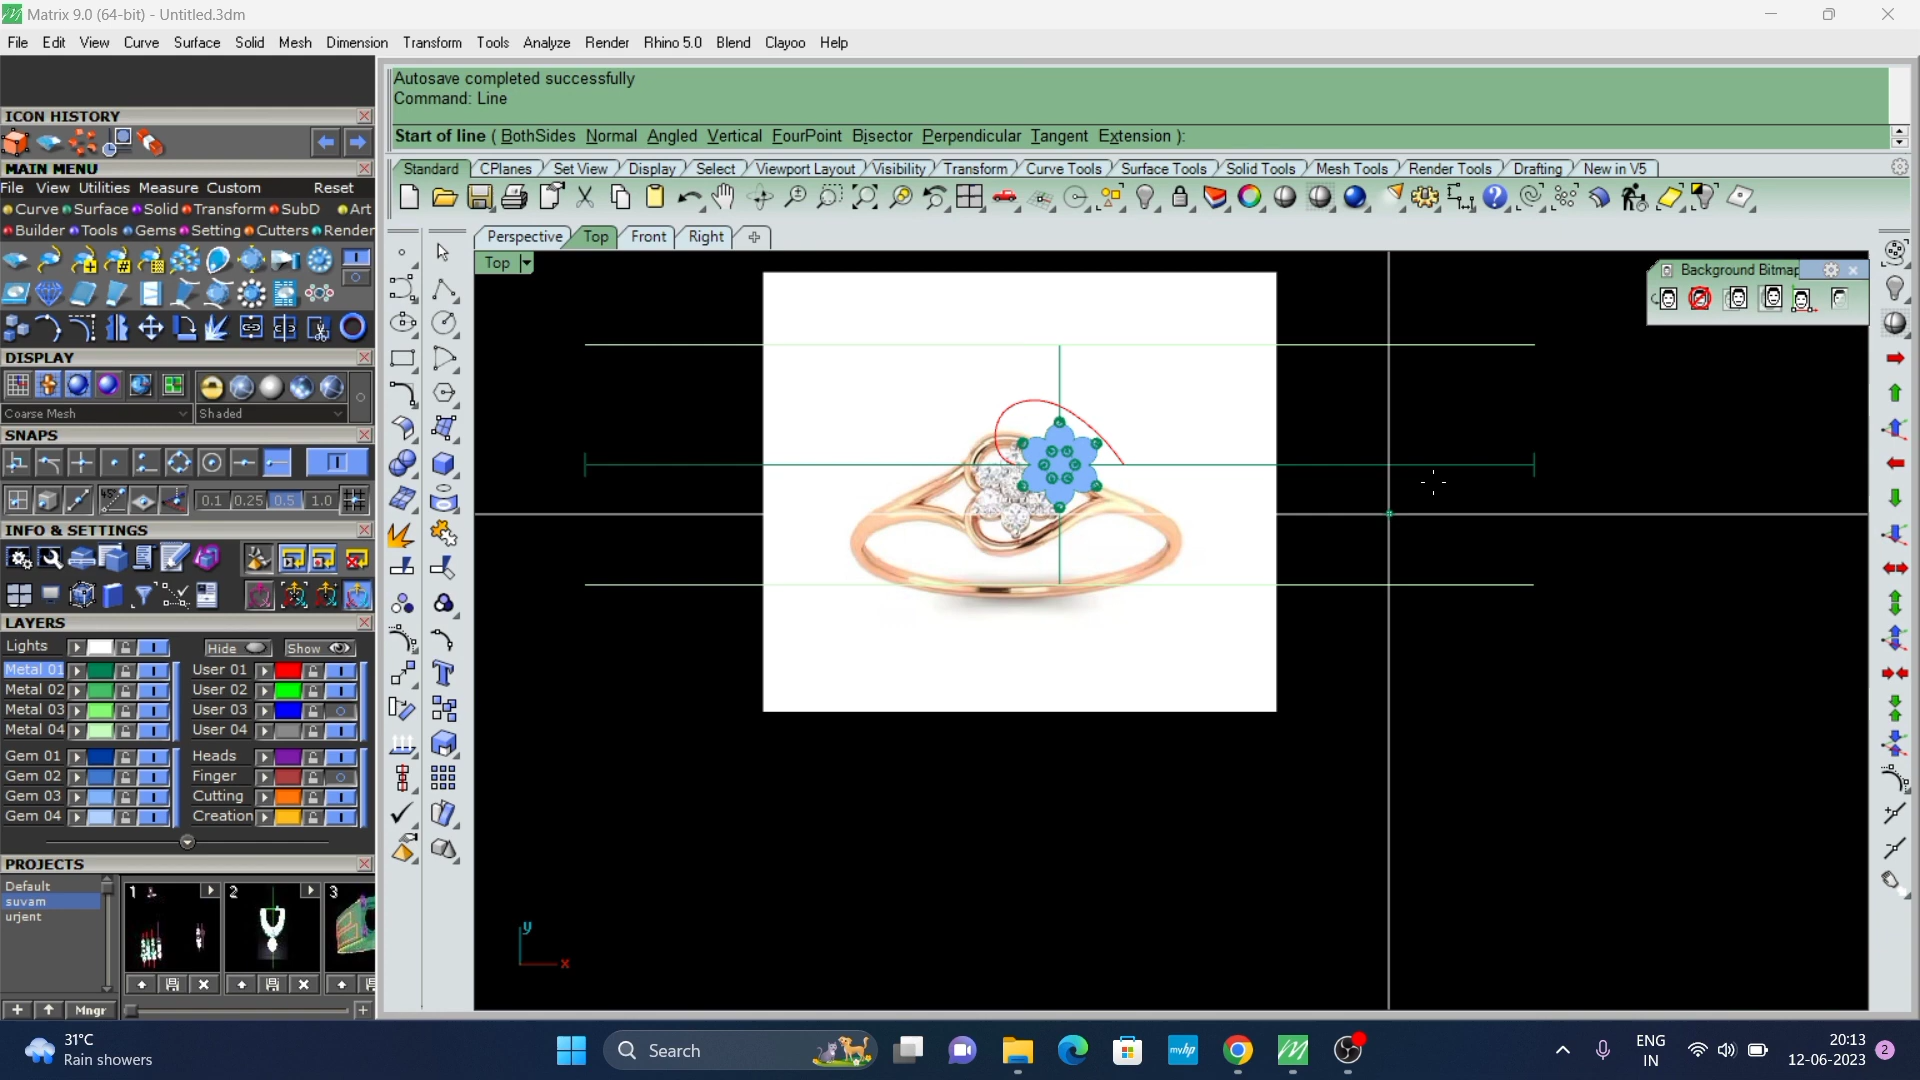 Matrix 9.0 (64-bit) - Untitled.3dm
File Edit View Curve Surface Solid Mesh Dimension Transform Tools Analyze Render Rhino 5.0 Blend Clayoo Help
Autosave completed successfully
Command: Line
Start of line ( BothSides Normal Angled Vertical FourPoint Bisector Perpendicular Tangent Extension ):
ICON HISTORY
MAIN MENU
File View Utilities Measure Custom Reset
Curve Surface Solid Transform SubD Art
Builder Tools Gems Setting Cutters Render
DISPLAY
Coarse Mesh Shaded
SNAPS
0.1 0.25 0.5 1.0
INFO & SETTINGS
LAYERS
Lights Hide Show
Metal 01 User 01
Metal 02 User 02
Metal 03 User 03
Metal 04 User 04
Gem 01 Heads
Gem 02 Finger
Gem 03 Cutting
Gem 04 Creation
PROJECTS
Default
suvam
urjent
1 2 3
Mngr
Standard CPlanes Set View Display Select Viewport Layout Visibility Transform Curve Tools Surface Tools Solid Tools Mesh Tools Render Tools Drafting New in V5
Perspective Top Front Right
Top
Background Bitmap
y
x
31°C
Rain showers
Search
myhp
ENG
IN
20:13
12-06-2023
2